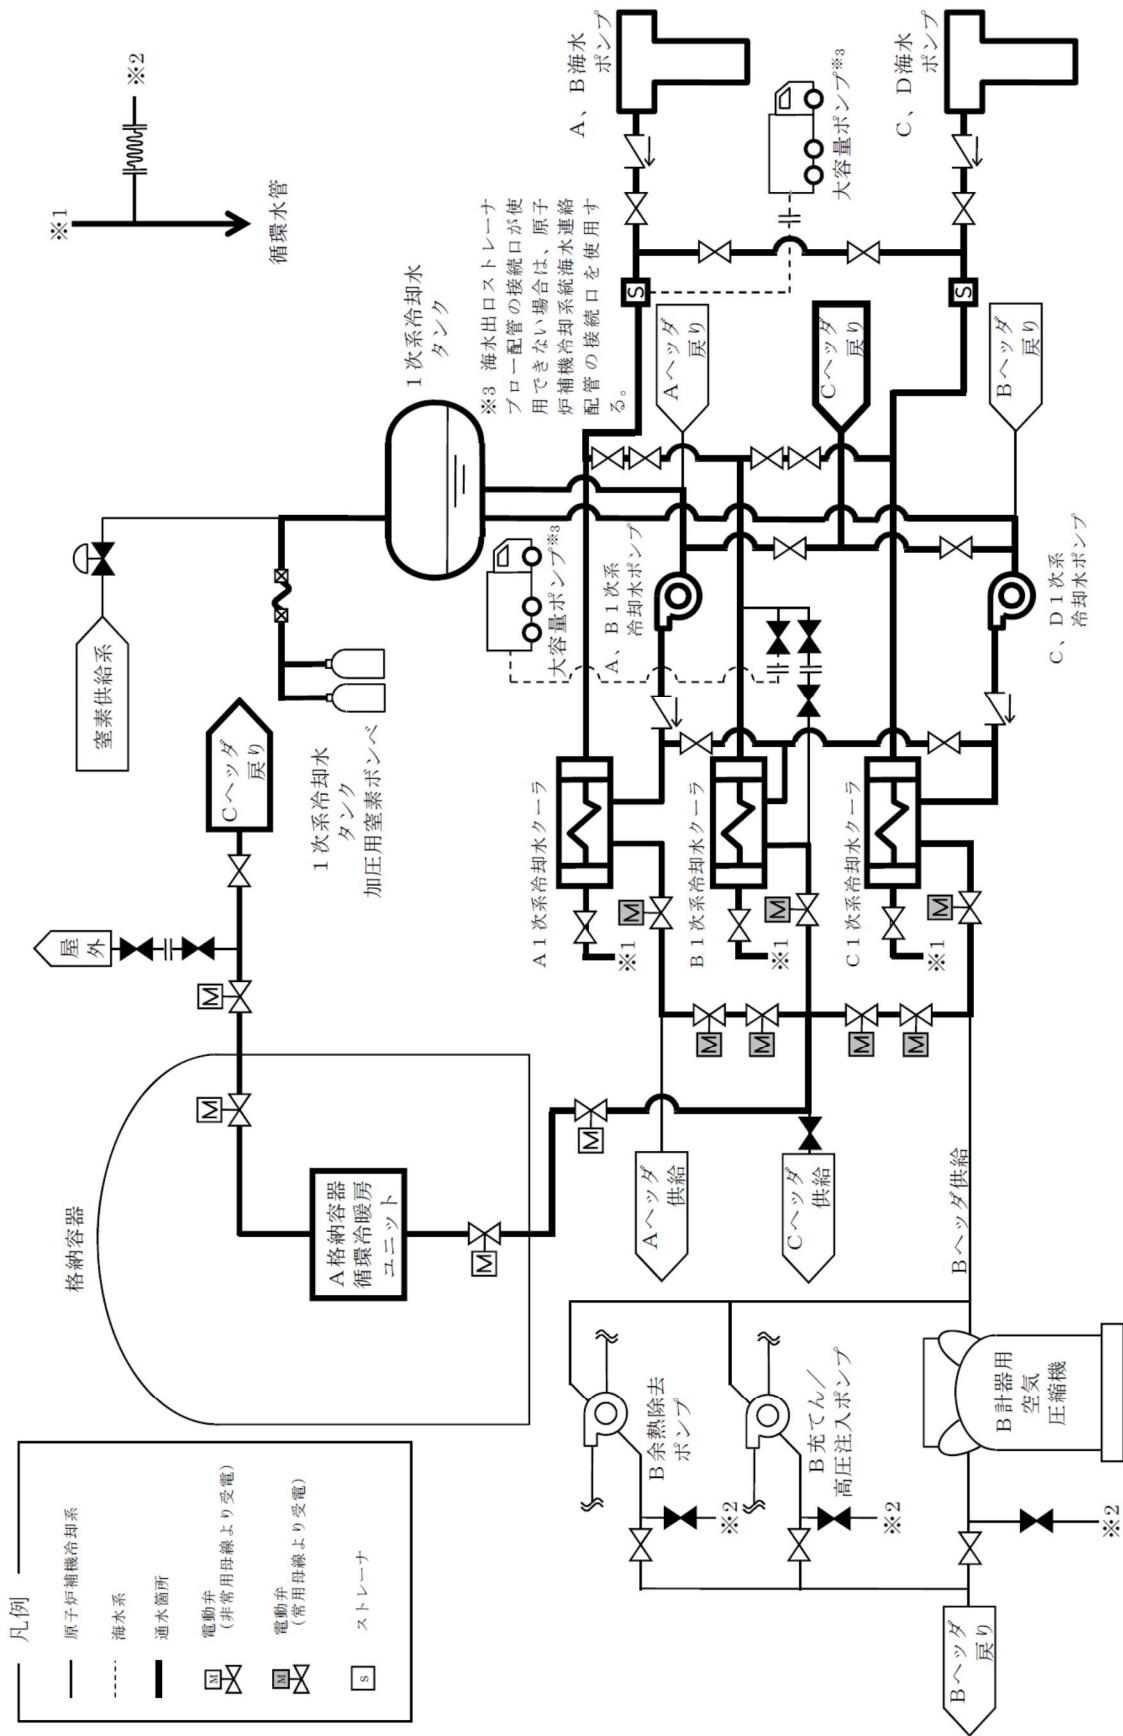 凡例
原子炉補機冷却系
海水系
通水箇所
M
電動弁
(非常用母線より受電)
M
電動弁
(常用母線より受電)
S
ストレーナ
格納容器
A格納容器
循環冷暖房
ユニット
M
M
M
M
屋外
Cヘッダ
戻り
窒素供給系
1次系冷却水
タンク
加圧用窒素ボンベ
1次系冷却水
タンク
※1
※2
循環水管
※3 海水出口ストレーナ
ブロー配管の接続口が使
用できない場合は、原子
炉補機冷却系統海水連絡
配管の接続口を使用す
る。
大容量ポンプ※3
A、B海水
ポンプ
大容量ポンプ※3
C、D海水
ポンプ
S
S
Aヘッダ
戻り
Cヘッダ
戻り
Bヘッダ
戻り
A、B1次系
冷却水ポンプ
C、D1次系
冷却水ポンプ
A1次系冷却水クーラ
M
※1
B1次系冷却水クーラ
M
※1
C1次系冷却水クーラ
M
※1
M
M
M
M
Aヘッダ
供給
Cヘッダ
供給
Bヘッダ供給
B余熱除去
ポンプ
※2
B充てん/
高圧注入ポンプ
※2
B計器用
空気
圧縮機
※2
Bヘッダ
戻り